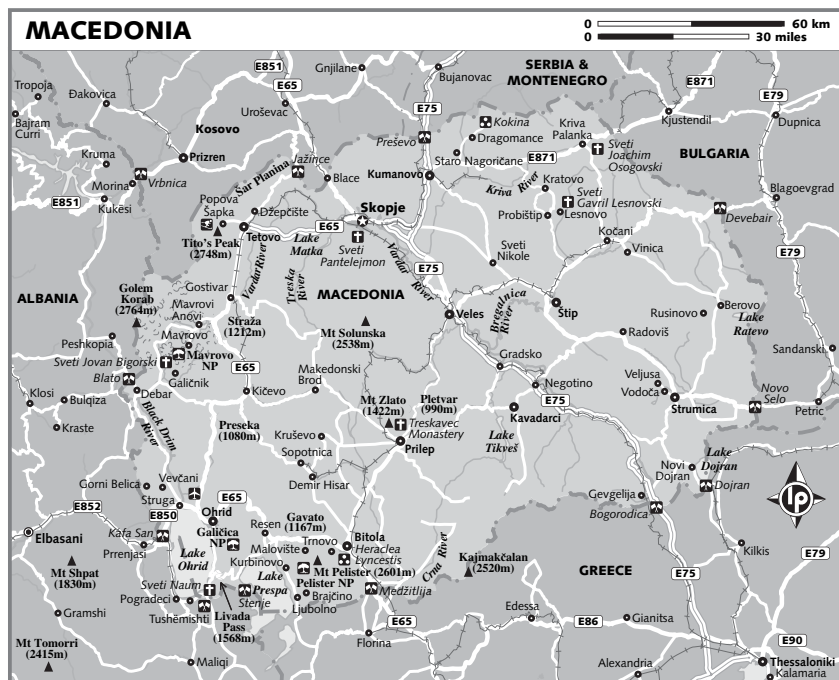 MACEDONIA
0 60 km
0 30 miles
SERBIA &
MONTENEGRO
Tropoja
Đakovica
Bajram
Curri
E851
Gnjilane
E65
Uroševac
Bujanovac
E75
E871
Kjustendil
E79
Dupnica
Kosovo
Prizren
Kruma
Morina
Vrbnica
E851
Kukësi
Šar Planina
Jažince
Blace
Preševo
Kumanovo
Kokina
Dragomance
Staro Nagoričane
E871
Kriva
Palanka
Sveti
Joachim
Osogovski
BULGARIA
Blagoevgrad
Kriva
River
Kratovo
Sveti
Gavril Lesnovski
Probištip
Lesnovo
Devebair
Popova
Šapka
Džepčište
Tetovo
Tito's Peak
(2748m)
E65
Skopje
Lake
Matka
Sveti
Pantelejmon
Vardar
River
E75
Sveti
Nikole
Kočani
Vinica
E79
Vardar River
Treska
River
MACEDONIA
ALBANIA
Golem
Korab
(2764m)
Gostivar
Mavrovi
Anovi
Mavrovo
Straža
(1212m)
Mt Solunska
(2538m)
Veles
Bregalnica
River
Štip
Rusinovo
Berovo
Lake
Ratevo
Radoviš
Sandanski
Peshkopia
Sveti Jovan Bigorski
Mavrovo
NP
Blato
Galičnik
Debar
E65
Kičevo
Makedonski
Brod
Gradsko
Negotino
E75
Veljusa
Vodoča
Strumica
Novo
Selo
Petric
Klosi
Bulqiza
Kraste
Black Drim
River
Preseka
(1080m)
Mt Zlato
(1422m)
Pletvar
(990m)
Treskavec
Monastery
Prilep
Kavadarci
Lake
Tikveš
Kruševo
Sopotnica
Demir Hisar
Novi
Dojran
Lake
Dojran
Dojran
Gevgelija
Bogorodica
lp
Gorni Belica
Vevčani
Struga
Ohrid
E65
E852
E850
Elbasani
Kafa San
Prrenjasi
Galičica
NP
Resen
Gavato
(1167m)
Malovište
Trnovo
Bitola
Heraclea
Lyncestis
Crna River
Kajmakčalan
(2520m)
Kilkis
E79
Mt Shpat
(1830m)
Lake
Ohrid
Kurbinovo
Lake
Prespa
Mt Pelister (2601m)
Pelister NP
Medžitlija
GREECE
E75
Sveti Naum
Stenje
Brajčino
Ljubolno
Pogradeci
Tushëmishti
Livada
Pass
(1568m)
Gramshi
Mt Tomorri
(2415m)
Maliqi
Florina
E65
Edessa
E86
Gianitsa
E90
Thessaloniki
Kalamaria
Alexandria